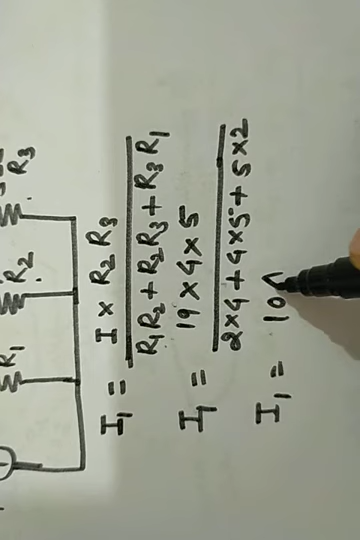 R1
R2
R3
I1 = I × R2 R3 / R1R2 + R2R3 + R3R1
I1 = 19 × 4 × 5 / 2×4 + 4×5 + 5×2
I1 = 10